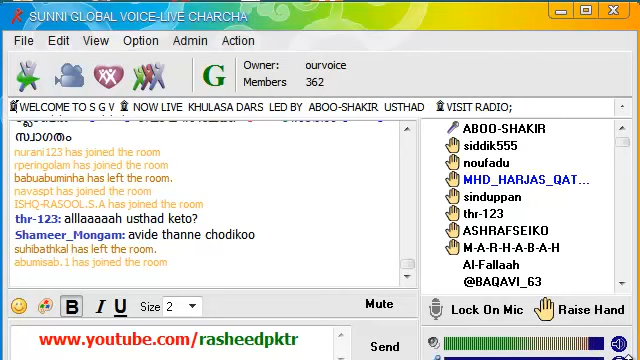 SUNNI GLOBAL VOICE-LIVE CHARCHA
File Edit View Option Admin Action
G
Owner: ourvoice
Members 362
WELCOME TO S G V NOW LIVE KHULASA DARS LED BY ABOO-SHAKIR USTHAD VISIT RADIO;
സ്വാഗതം
nurani123 has joined the room
rperingolam has joined the room
babuabuminha has left the room.
navaspt has joined the room
ISHQ-RASOOL.S.A has joined the room
thr-123: alllaaaaah usthad keto?
Shameer_Mongam: avide thanne chodikoo
suhibathkal has left the room.
abumisab.1 has joined the room
ABOO-SHAKIR
siddik555
noufadu
MHD_HARJAS_QAT...
sinduppan
thr-123
ASHRAFSEIKO
M-A-R-H-A-B-A-H
Al-Fallaah
@BAQAVI_63
B I U Size 2
Mute
Lock On Mic
Raise Hand
www.youtube.com/rasheedpktr
Send